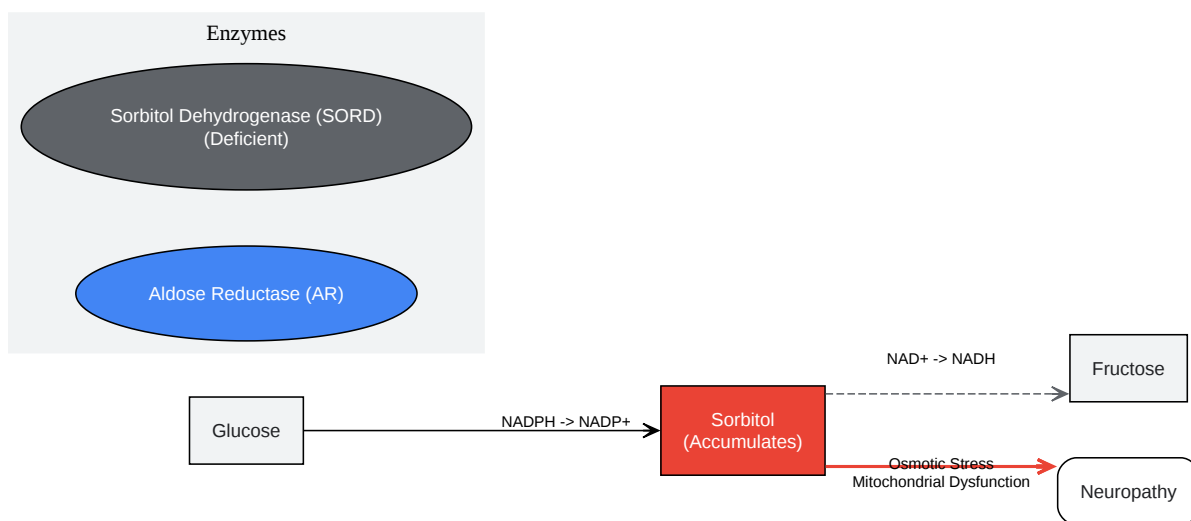 Enzymes
Sorbitol Dehydrogenase (SORD)
(Deficient)
Aldose Reductase (AR)
Glucose
NADPH -> NADP+
Sorbitol
(Accumulates)
NAD+ -> NADH
Fructose
Osmotic Stress
Mitochondrial Dysfunction
Neuropathy